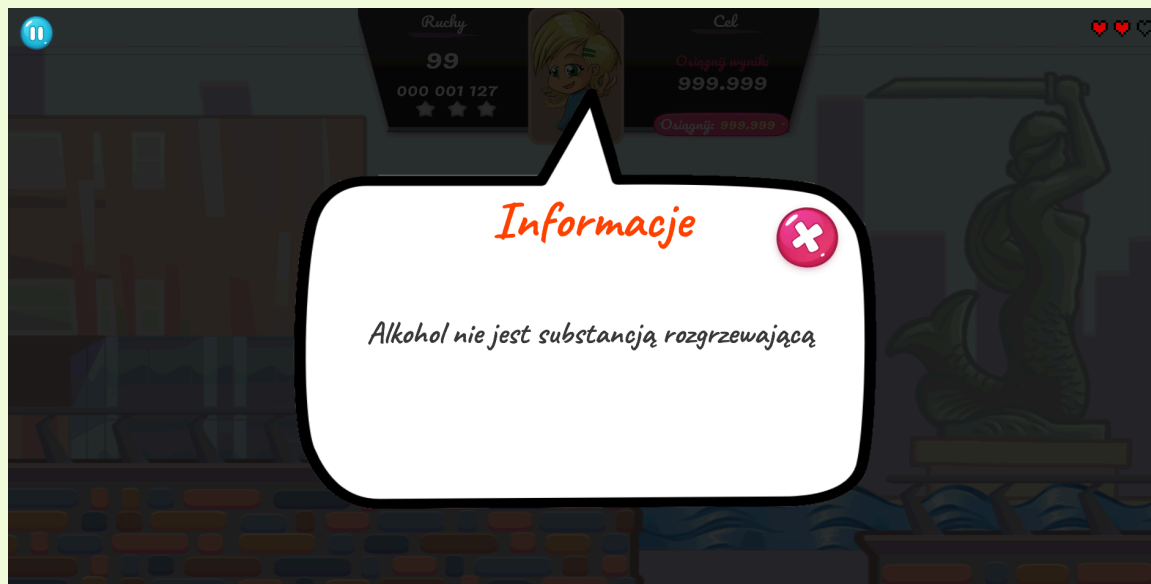 Ruchy
Cel
99
000 001 127
Osiągnij wynik:
999.999
Osiągnij: 999.999
Informacje
Alkohol nie jest substancją rozgrzewającą